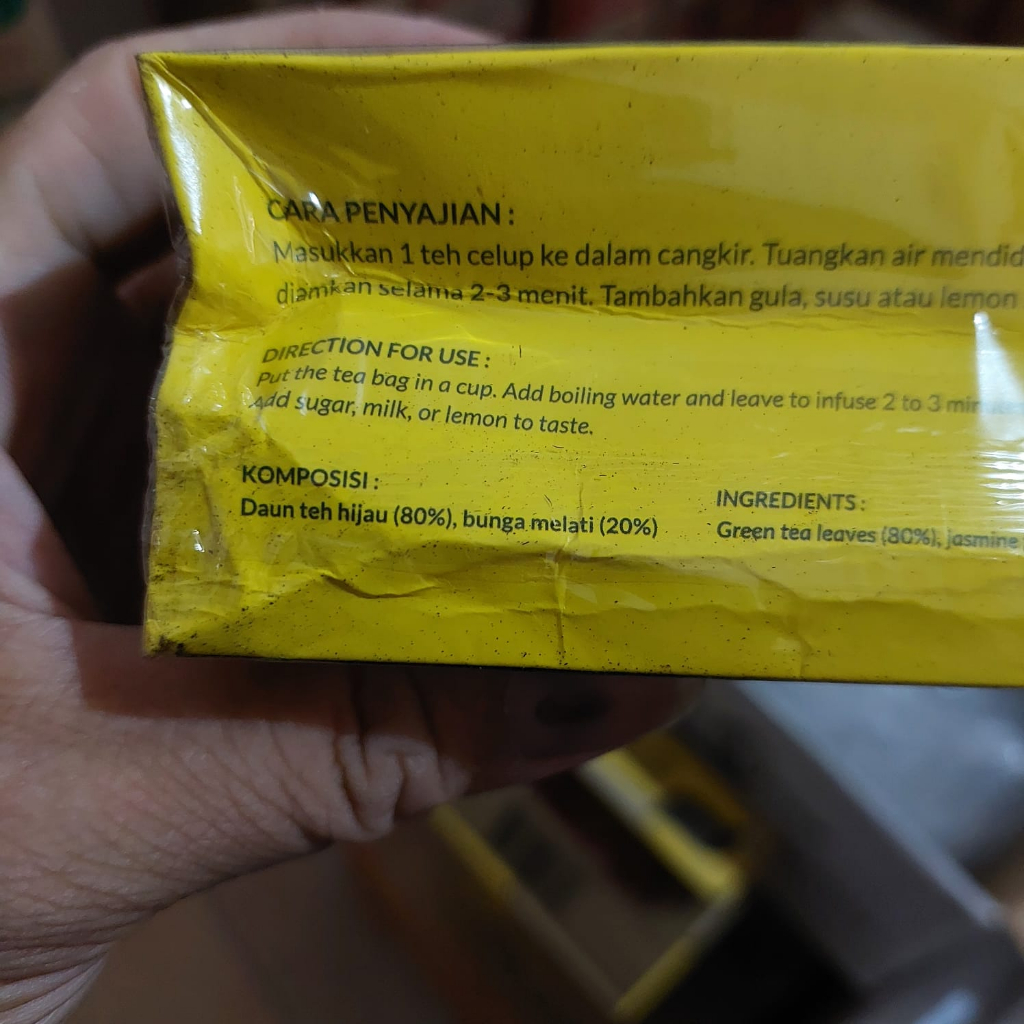 CARA PENYAJIAN :
Masukkan 1 teh celup ke dalam cangkir. Tuangkan air mendid
diamkan selama 2-3 menit. Tambahkan gula, susu atau lemon
DIRECTION FOR USE :
Put the tea bag in a cup. Add boiling water and leave to infuse 2 to 3
Add sugar, milk, or lemon to taste.
KOMPOSISI :
Daun teh hijau (80%), bunga melati (20%)
INGREDIENTS :
Green tea leaves (80%), jasmine